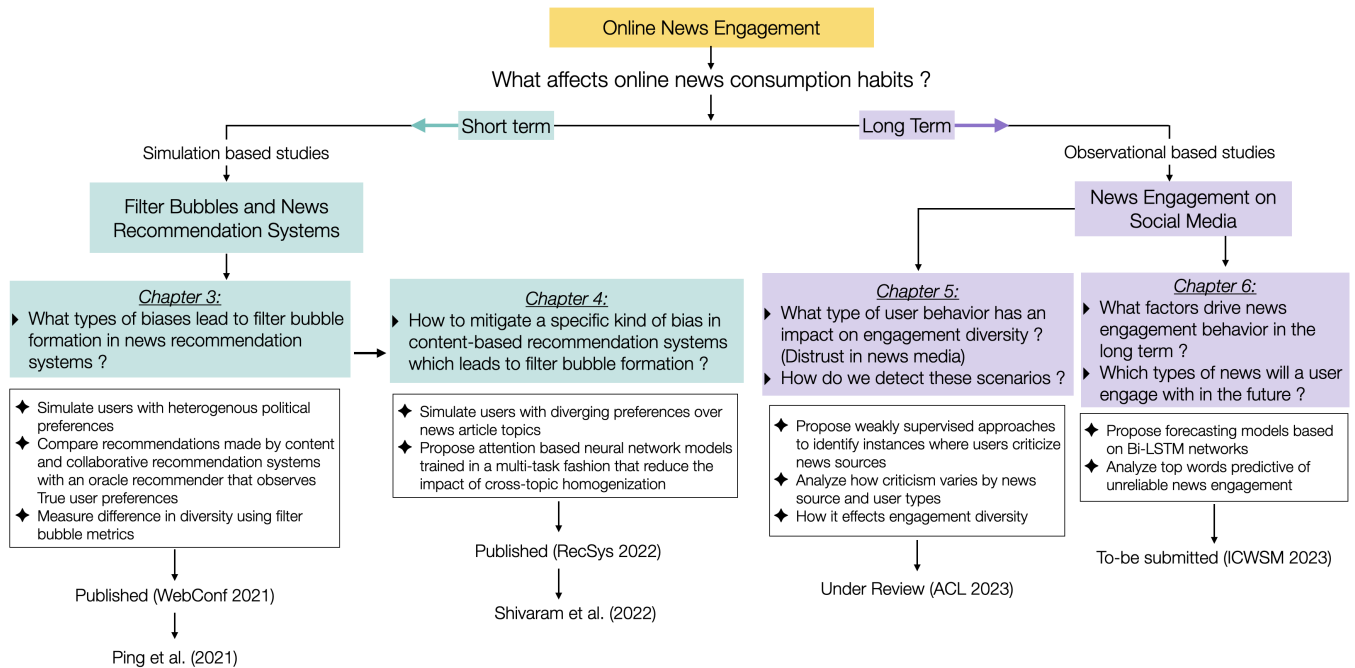 Online News Engagement
What affects online news consumption habits ?
Short term
Long Term
Simulation based studies
Observational based studies
Filter Bubbles and News
Recommendation Systems
News Engagement on
Social Media
Chapter 3:
What types of biases lead to filter bubble
formation in news recommendation
systems ?
Simulate users with heterogenous political
preferences
Compare recommendations made by content
and collaborative recommendation systems
with an oracle recommender that observes
True user preferences
Measure difference in diversity using filter
bubble metrics
Published (WebConf 2021)
Ping et al. (2021)
Chapter 4:
How to mitigate a specific kind of bias in
content-based recommendation systems
which leads to filter bubble formation ?
Simulate users with diverging preferences over
news article topics
Propose attention based neural network models
trained in a multi-task fashion that reduce the
impact of cross-topic homogenization
Published (RecSys 2022)
Shivaram et al. (2022)
Chapter 5:
What type of user behavior has an
impact on engagement diversity ?
(Distrust in news media)
How do we detect these scenarios ?
Propose weakly supervised approaches
to identify instances where users criticize
news sources
Analyze how criticism varies by news
source and user types
How it effects engagement diversity
Under Review (ACL 2023)
Chapter 6:
What factors drive news
engagement behavior in the
long term ?
Which types of news will a user
engage with in the future ?
Propose forecasting models based
on Bi-LSTM networks
Analyze top words predictive of
unreliable news engagement
To-be submitted (ICWSM 2023)